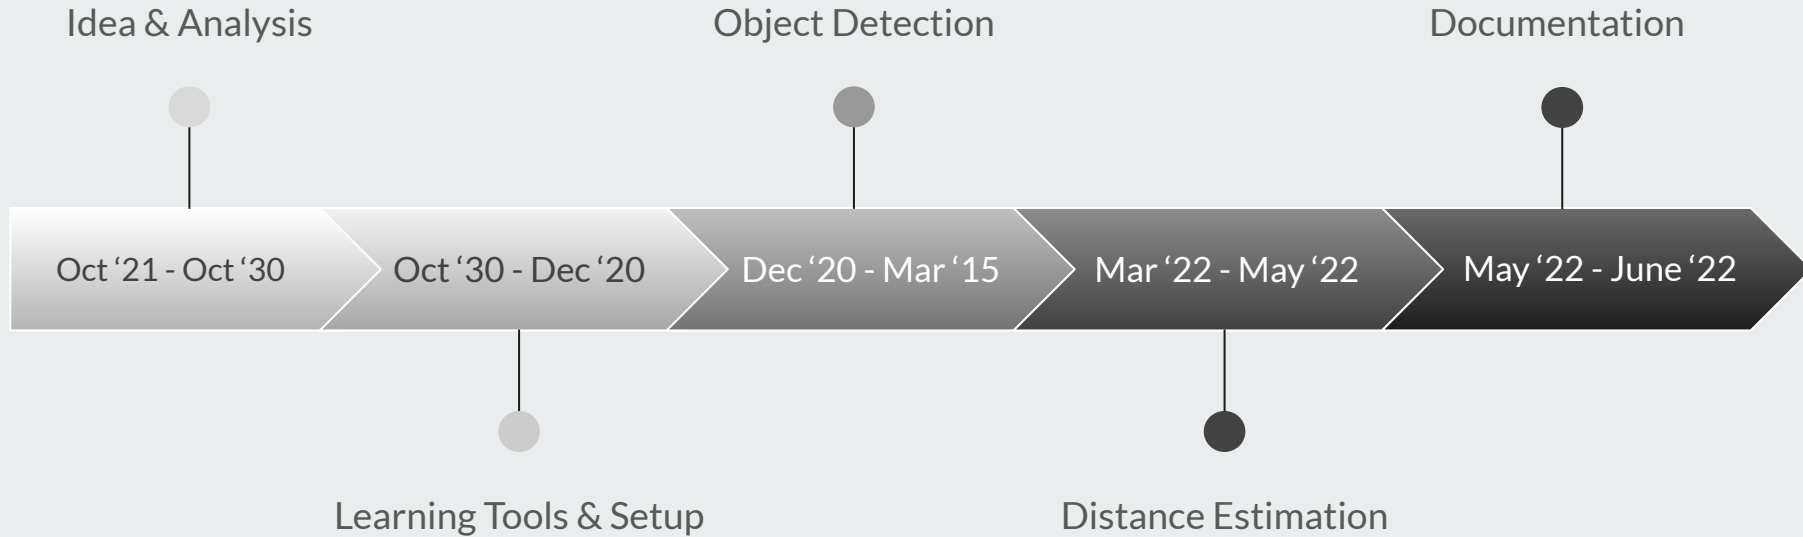 Idea & Analysis
Object Detection
Documentation
Oct ‘21 - Oct ‘30
Oct ‘30 - Dec ‘20
Dec ‘20 - Mar ‘15
Mar ‘22 - May ‘22
May ‘22 - June ‘22
Learning Tools & Setup
Distance Estimation